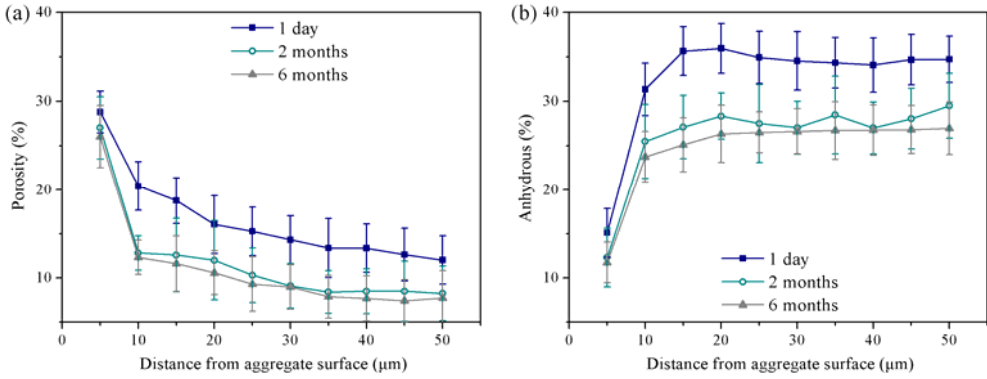 (a)
1 day
2 months
6 months
40
30
20
10
Porosity (%)
0 10 20 30 40 50
Distance from aggregate surface (μm)
(b)
40
30
20
10
Anhydrous (%)
1 day
2 months
6 months
0 10 20 30 40 50
Distance from aggregate surface (μm)